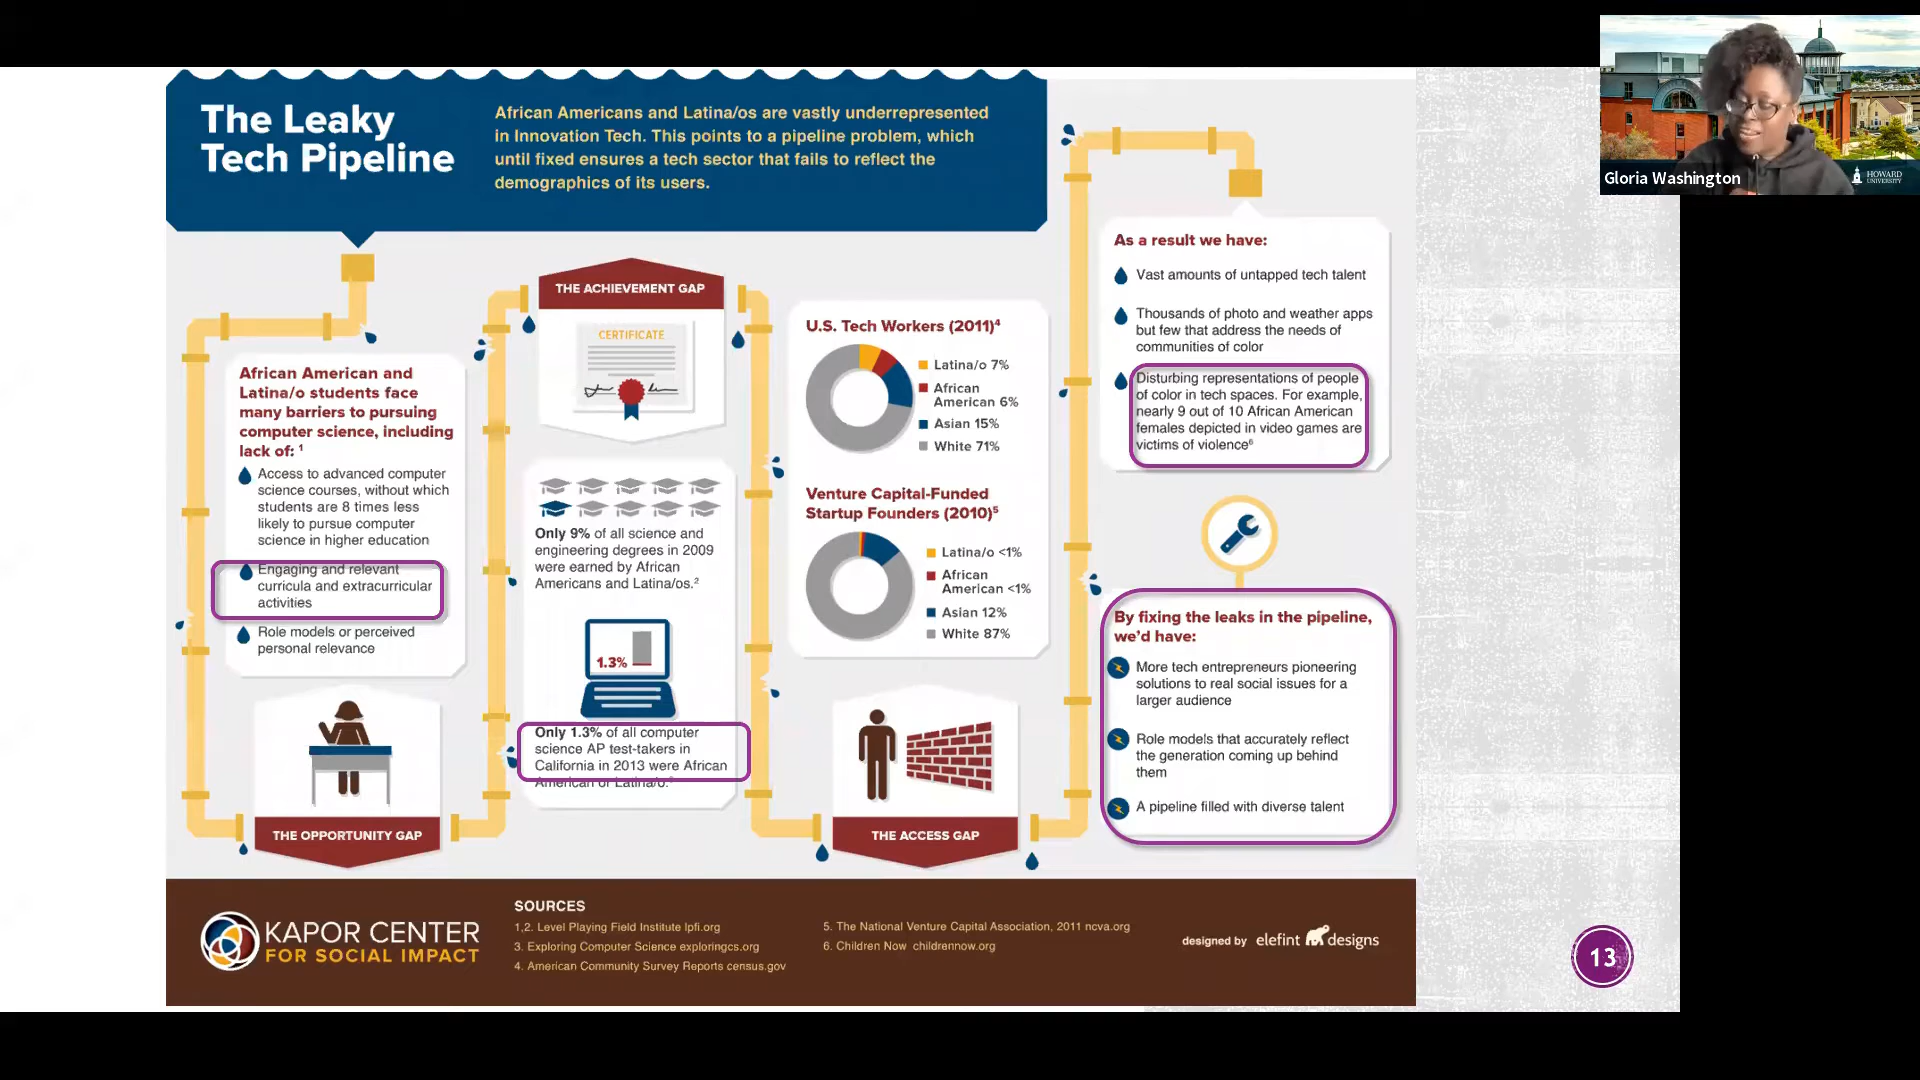 The Leaky
Tech Pipeline
African Americans and Latina/os are vastly underrepresented
in Innovation Tech. This points to a pipeline problem, which
until fixed ensures a tech sector that fails to reflect the
demographics of its users.
African American and
Latina/o students face
many barriers to pursuing
computer science, including
lack of: 1
Access to advanced computer
science courses, without which
students are 8 times less
likely to pursue computer
science in higher education
Engaging and relevant
curricula and extracurricular
activities
Role models or perceived
personal relevance
THE OPPORTUNITY GAP
THE ACHIEVEMENT GAP
CERTIFICATE
Only 9% of all science and
engineering degrees in 2009
were earned by African
Americans and Latina/os.2
1.3%
Only 1.3% of all computer
science AP test-takers in
California in 2013 were African
American or Latina/o.3
U.S. Tech Workers (2011)4
Latina/o 7%
African
American 6%
Asian 15%
White 71%
Venture Capital-Funded
Startup Founders (2010)5
Latina/o <1%
African
American <1%
Asian 12%
White 87%
THE ACCESS GAP
As a result we have:
Vast amounts of untapped tech talent
Thousands of photo and weather apps
but few that address the needs of
communities of color
Disturbing representations of people
of color in tech spaces. For example,
nearly 9 out of 10 African American
females depicted in video games are
victims of violence6
By fixing the leaks in the pipeline,
we'd have:
More tech entrepreneurs pioneering
solutions to real social issues for a
larger audience
Role models that accurately reflect
the generation coming up behind
them
A pipeline filled with diverse talent
KAPOR CENTER
FOR SOCIAL IMPACT
SOURCES
1,2. Level Playing Field Institute lpfi.org
3. Exploring Computer Science exploringcs.org
4. American Community Survey Reports census.gov
5. The National Venture Capital Association, 2011 ncva.org
6. Children Now childrennow.org
designed by elefint designs
13
Gloria Washington
HOWARD
UNIVERSITY